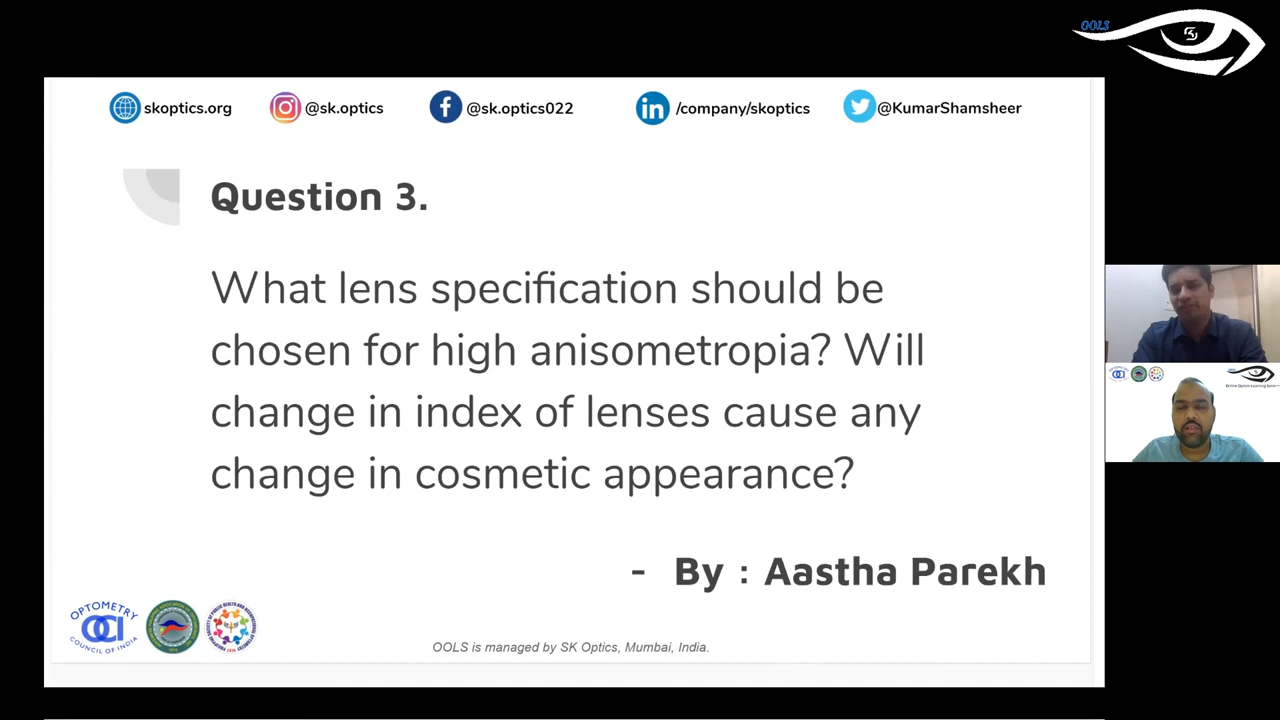 OOLS
skoptics.org @sk.optics @sk.optics022 /company/skoptics @KumarShamsheer
Question 3.
What lens specification should be
chosen for high anisometropia? Will
change in index of lenses cause any
change in cosmetic appearance?
- By : Aastha Parekh
OPTOMETRY
OCI
COUNCIL OF INDIA
OOLS is managed by SK Optics, Mumbai, India.